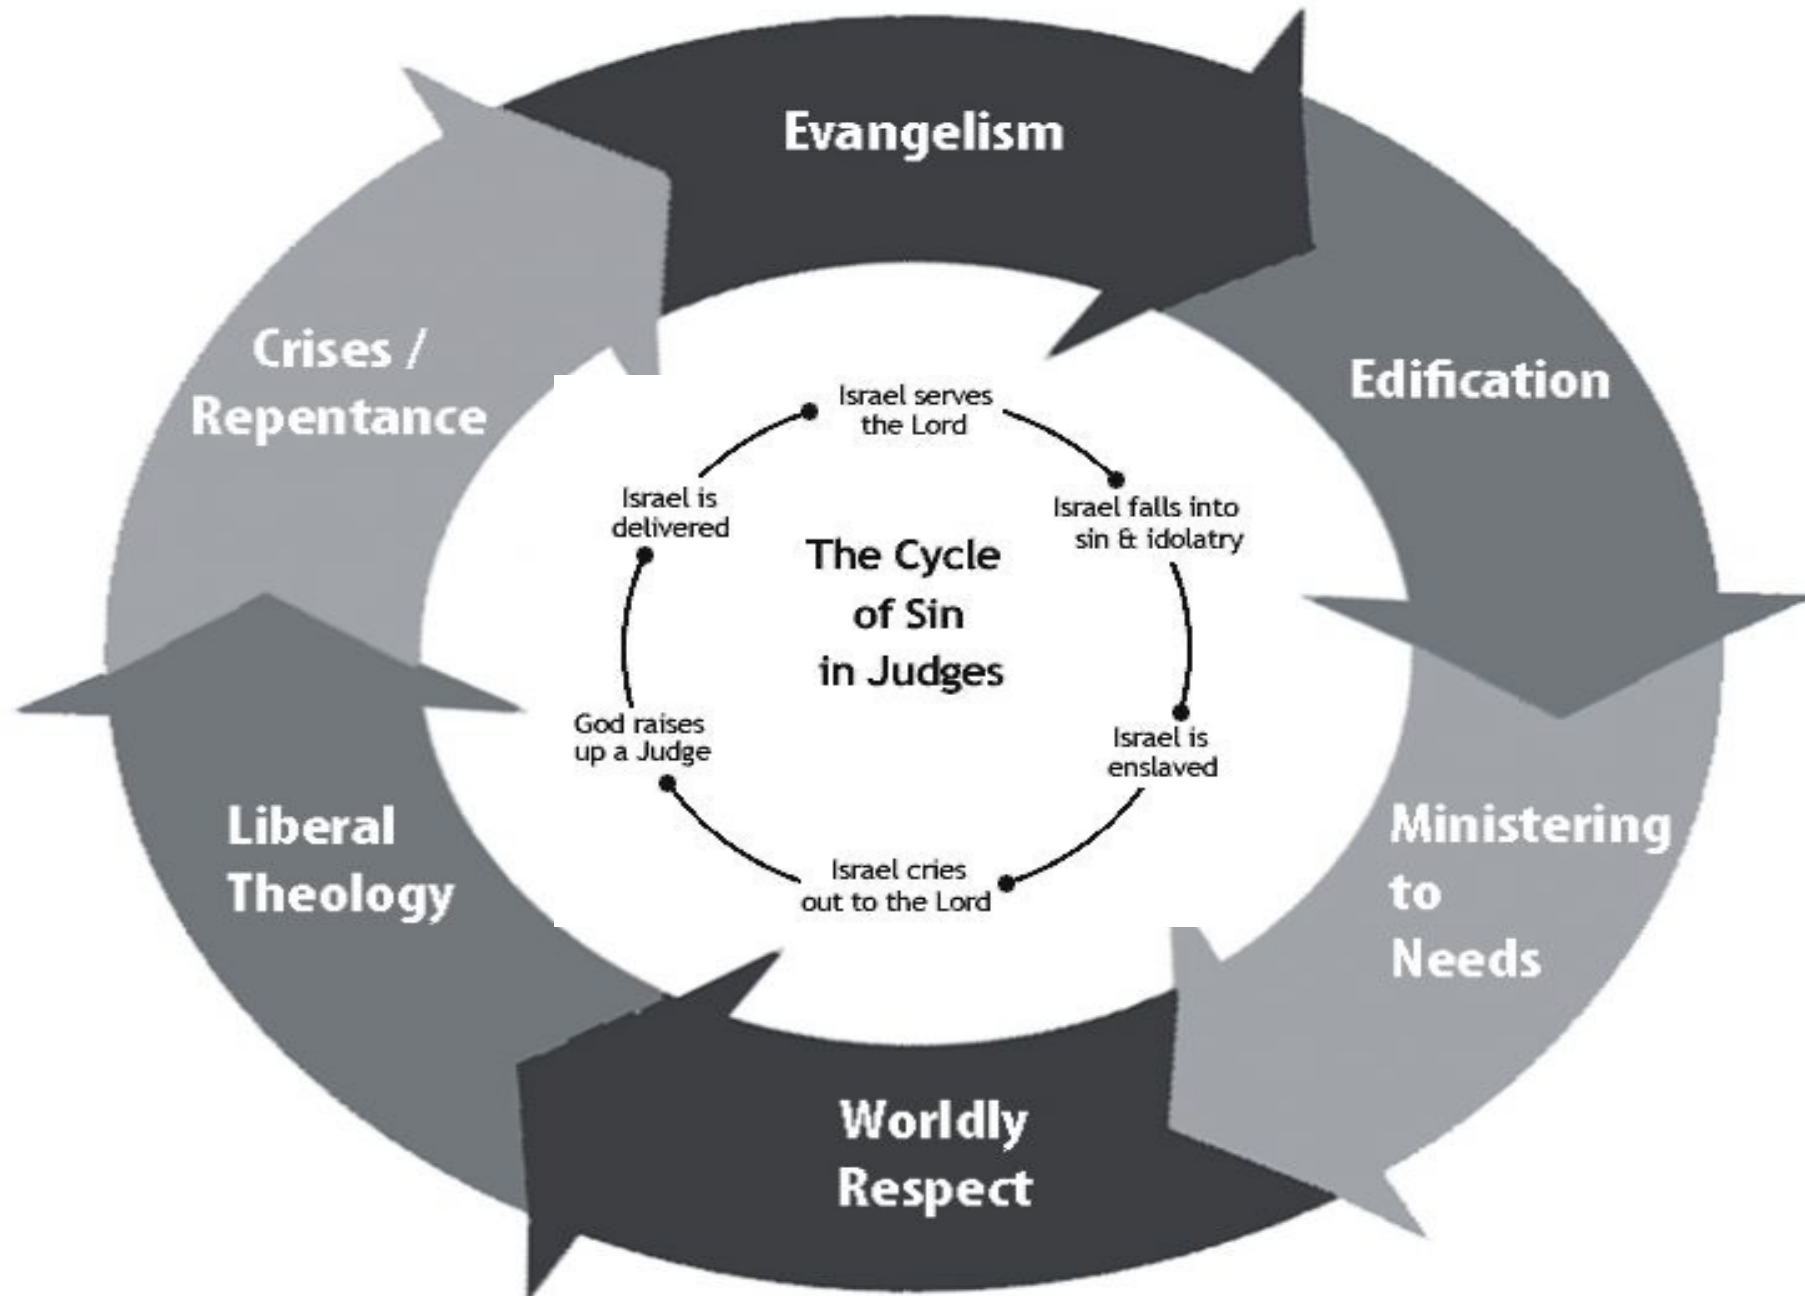 Evangelism
Edification
Ministering
to
Needs
Worldly
Respect
Liberal
Theology
Crises /
Repentance
The Cycle
of Sin
in Judges
Israel serves
the Lord
Israel falls into
sin & idolatry
Israel is
enslaved
Israel cries
out to the Lord
God raises
up a Judge
Israel is
delivered